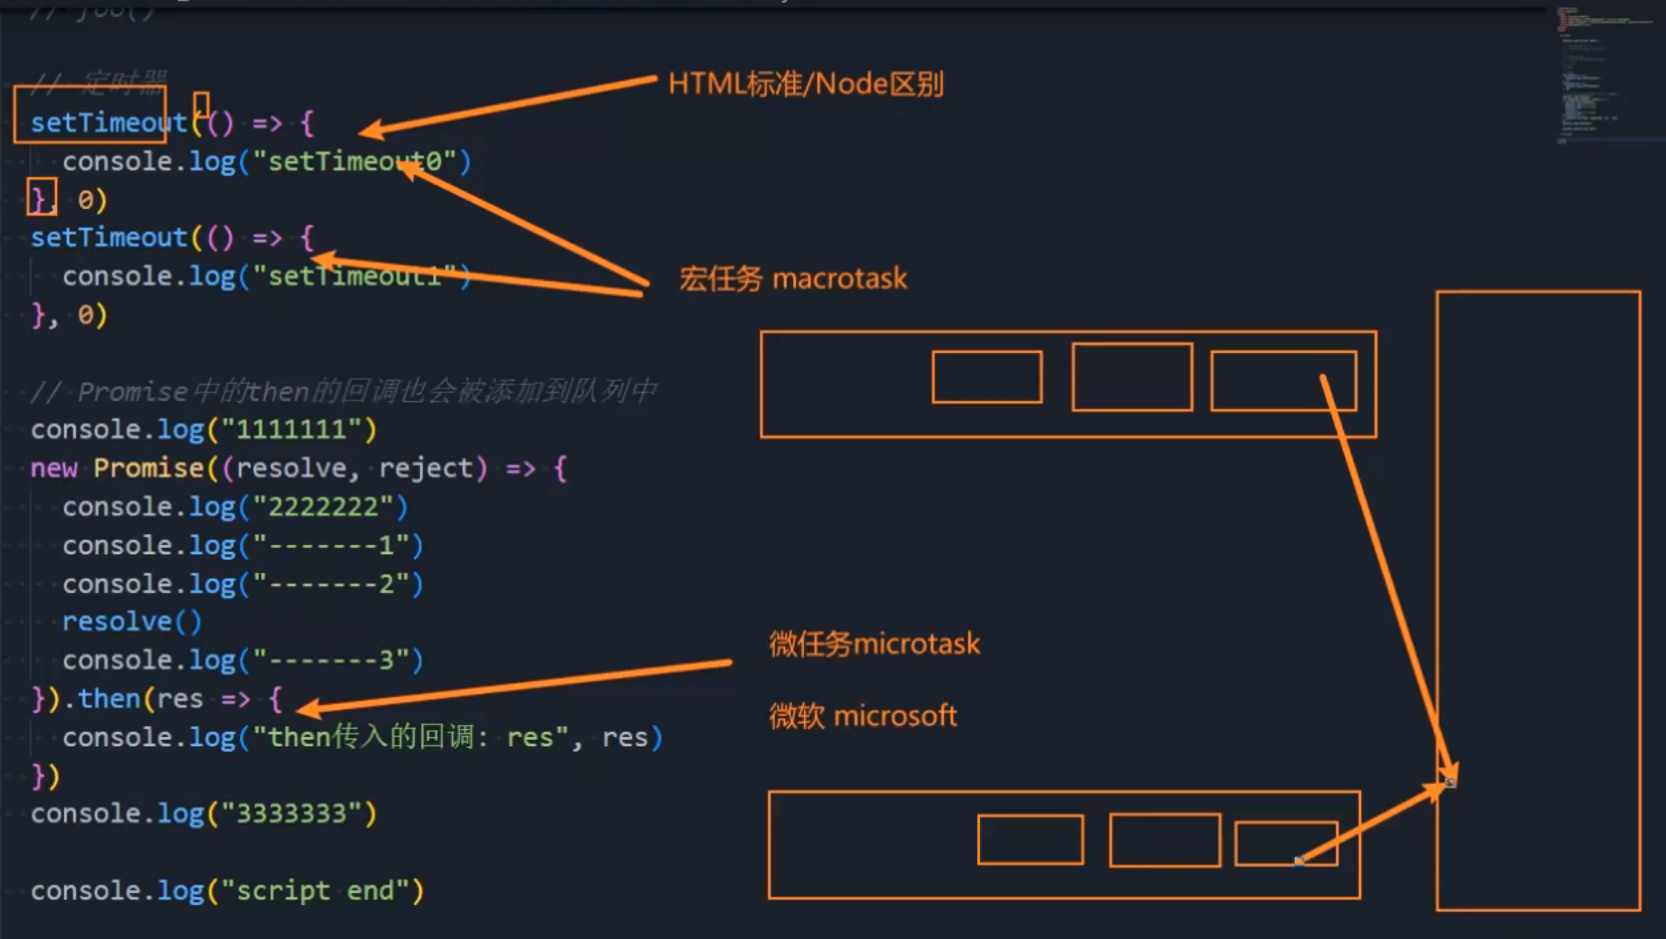 // job()
// 定时器
setTimeout(() => {
console.log("setTimeout0")
}, 0)
setTimeout(() => {
console.log("setTimeout1")
}, 0)
// Promise中的then的回调也会被添加到队列中
console.log("1111111")
new Promise((resolve, reject) => {
console.log("2222222")
console.log("-------1")
console.log("-------2")
resolve()
console.log("-------3")
}).then(res => {
console.log("then传入的回调: res", res)
})
console.log("3333333")
console.log("script end")
HTML标准/Node区别
宏任务 macrotask
微任务microtask
微软 microsoft